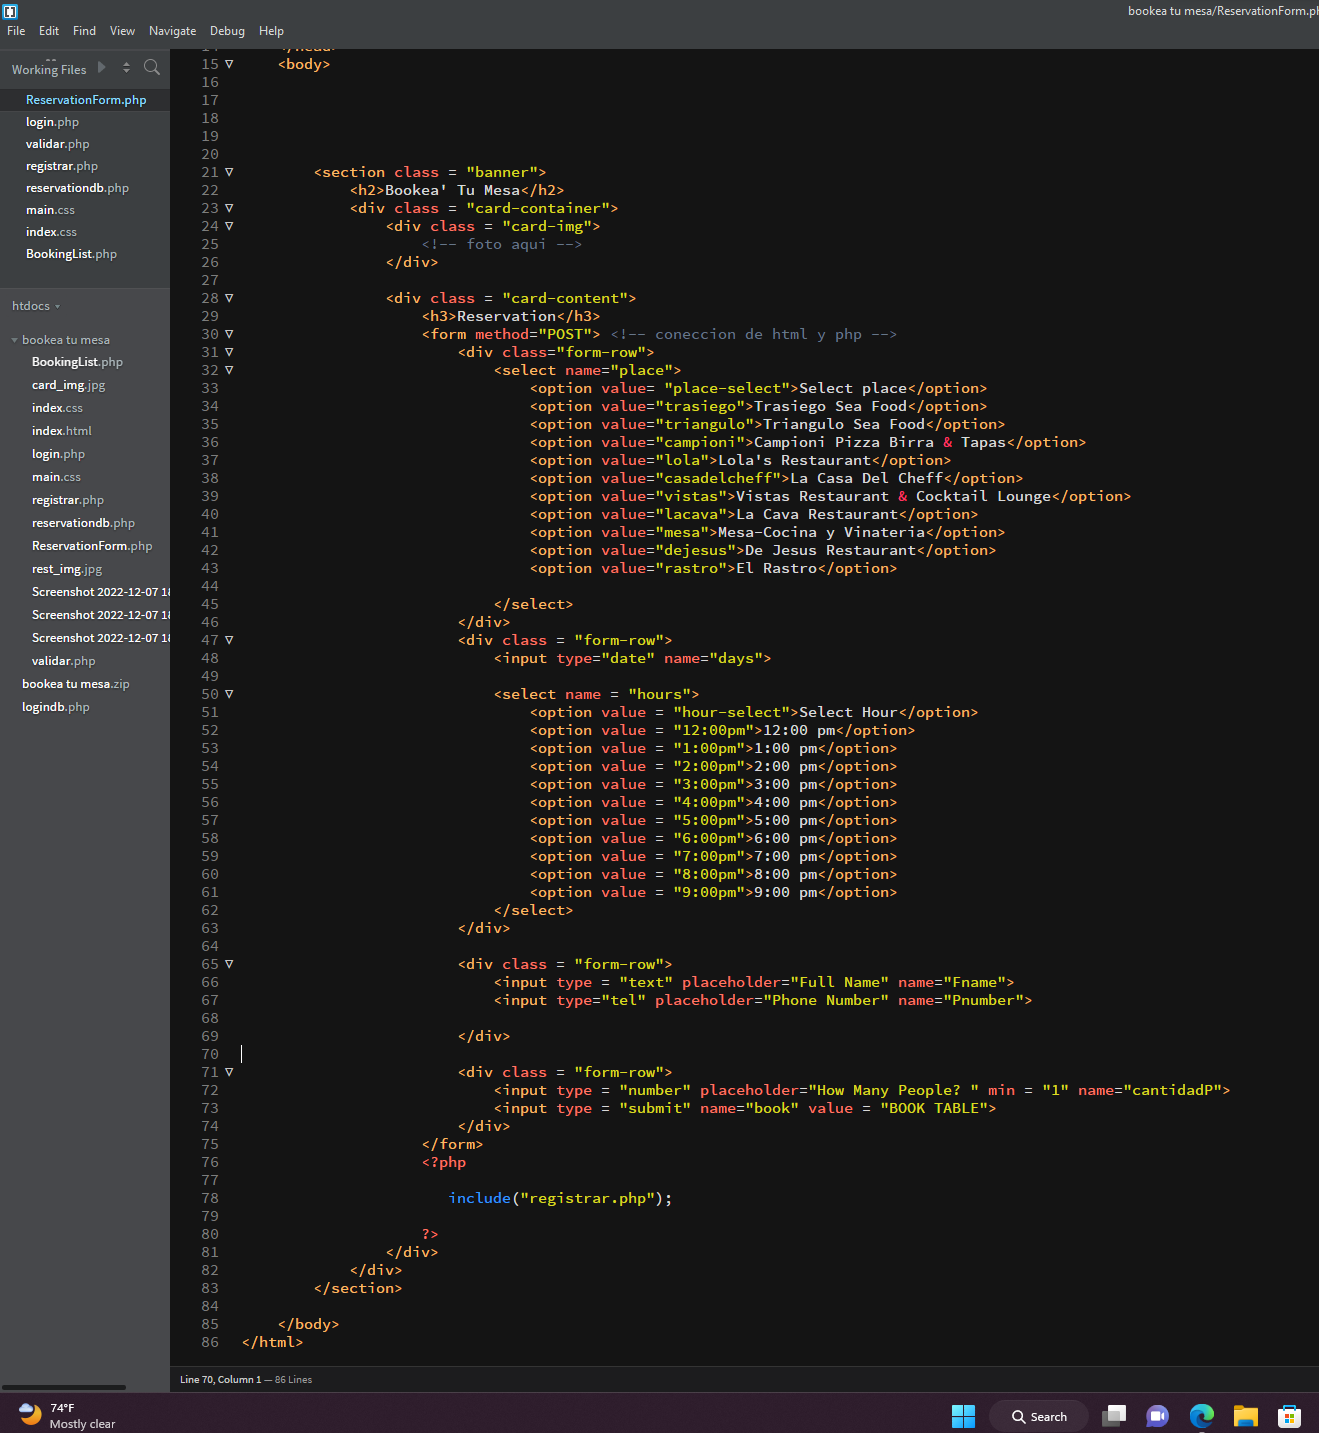 bookea tu mesa/ReservationForm.ph
File Edit Find View Navigate Debug Help
Working Files
ReservationForm.php
login.php
validar.php
registrar.php
reservationdb.php
main.css
index.css
BookingList.php
htdocs
bookea tu mesa
BookingList.php
card_img.jpg
index.css
index.html
login.php
main.css
registrar.php
reservationdb.php
ReservationForm.php
rest_img.jpg
Screenshot 2022-12-07 18
Screenshot 2022-12-07 18
Screenshot 2022-12-07 18
validar.php
bookea tu mesa.zip
logindb.php
14 </head>
15 <body>
16
17
18
19
20
21 <section class = "banner">
22 <h2>Bookea' Tu Mesa</h2>
23 <div class = "card-container">
24 <div class = "card-img">
25 <!-- foto aqui -->
26 </div>
27
28 <div class = "card-content">
29 <h3>Reservation</h3>
30 <form method="POST"> <!-- coneccion de html y php -->
31 <div class="form-row">
32 <select name="place">
33 <option value= "place-select">Select place</option>
34 <option value="trasiego">Trasiego Sea Food</option>
35 <option value="triangulo">Triangulo Sea Food</option>
36 <option value="campioni">Campioni Pizza Birra & Tapas</option>
37 <option value="lola">Lola's Restaurant</option>
38 <option value="casadelcheff">La Casa Del Cheff</option>
39 <option value="vistas">Vistas Restaurant & Cocktail Lounge</option>
40 <option value="lacava">La Cava Restaurant</option>
41 <option value="mesa">Mesa-Cocina y Vinateria</option>
42 <option value="dejesus">De Jesus Restaurant</option>
43 <option value="rastro">El Rastro</option>
44
45 </select>
46 </div>
47 <div class = "form-row">
48 <input type="date" name="days">
49
50 <select name = "hours">
51 <option value = "hour-select">Select Hour</option>
52 <option value = "12:00pm">12:00 pm</option>
53 <option value = "1:00pm">1:00 pm</option>
54 <option value = "2:00pm">2:00 pm</option>
55 <option value = "3:00pm">3:00 pm</option>
56 <option value = "4:00pm">4:00 pm</option>
57 <option value = "5:00pm">5:00 pm</option>
58 <option value = "6:00pm">6:00 pm</option>
59 <option value = "7:00pm">7:00 pm</option>
60 <option value = "8:00pm">8:00 pm</option>
61 <option value = "9:00pm">9:00 pm</option>
62 </select>
63 </div>
64
65 <div class = "form-row">
66 <input type = "text" placeholder="Full Name" name="Fname">
67 <input type="tel" placeholder="Phone Number" name="Pnumber">
68
69 </div>
70
71 <div class = "form-row">
72 <input type = "number" placeholder="How Many People? " min = "1" name="cantidadP">
73 <input type = "submit" name="book" value = "BOOK TABLE">
74 </div>
75 </form>
76 <?php
77
78 include("registrar.php");
79
80 ?>
81 </div>
82 </div>
83 </section>
84
85 </body>
86 </html>
Line 70, Column 1 — 86 Lines
74°F
Mostly clear
Search